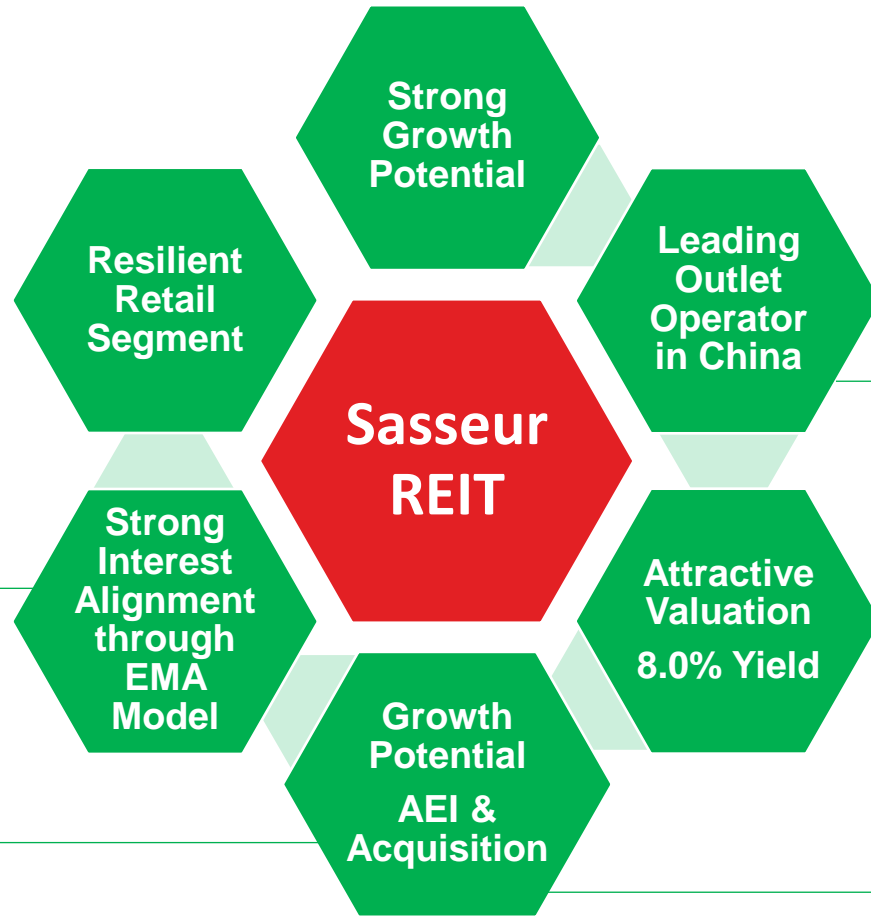 Strong
Growth
Potential
Resilient
Retail
Segment
Leading
Outlet
Operator
in China
Sasseur
REIT
Strong
Interest
Alignment
through
EMA
Model
Attractive
Valuation
8.0% Yield
Growth
Potential
AEI &
Acquisition